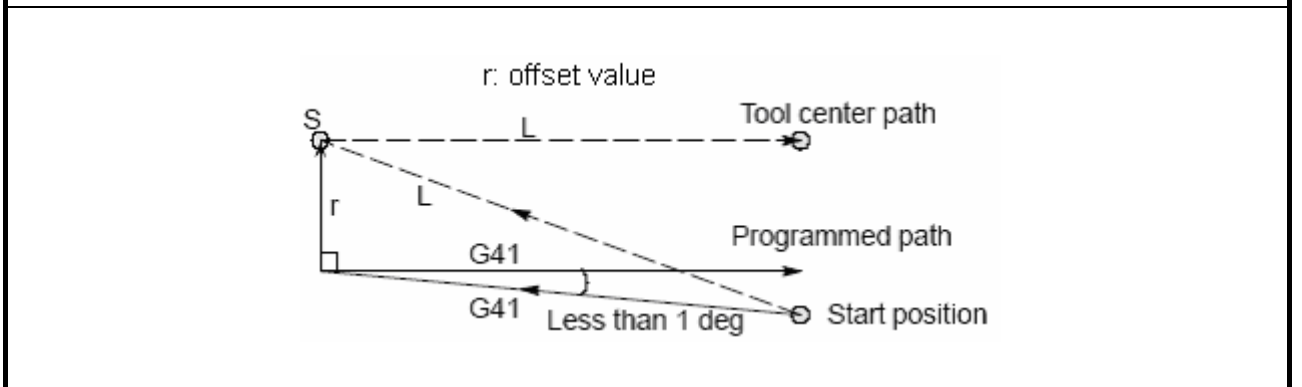 r: offset value
S
L
Tool center path
L
r
Programmed path
G41
G41
Less than 1 deg
Start position